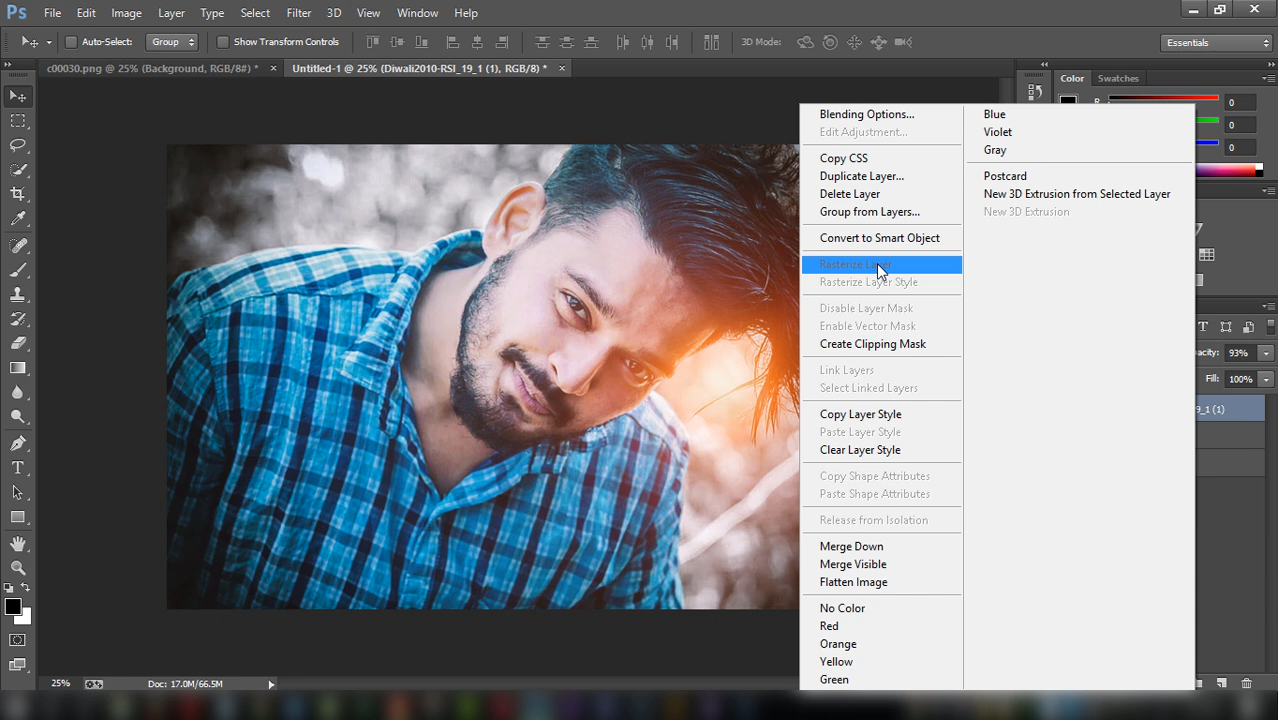 Ps File Edit Image Layer Type Select Filter 3D View Window Help
Auto-Select: Group Show Transform Controls 3D Mode: Essentials
c00030.png @ 25% (Background, RGB/8#) * × Untitled-1 @ 25% (Diwali2010-RSI_19_1 (1), RGB/8) * ×
Color Swatches
R 0
0
0
Blending Options...
Edit Adjustment...
Copy CSS
Duplicate Layer...
Delete Layer
Group from Layers...
Convert to Smart Object
Rasterize Layer
Rasterize Layer Style
Disable Layer Mask
Enable Vector Mask
Create Clipping Mask
Link Layers
Select Linked Layers
Copy Layer Style
Paste Layer Style
Clear Layer Style
Copy Shape Attributes
Paste Shape Attributes
Release from Isolation
Merge Down
Merge Visible
Flatten Image
No Color
Red
Orange
Yellow
Green
Blue
Violet
Gray
Postcard
New 3D Extrusion from Selected Layer
New 3D Extrusion
pacity: 93%
Fill: 100%
9_1 (1)
25% Doc: 17.0M/66.5M